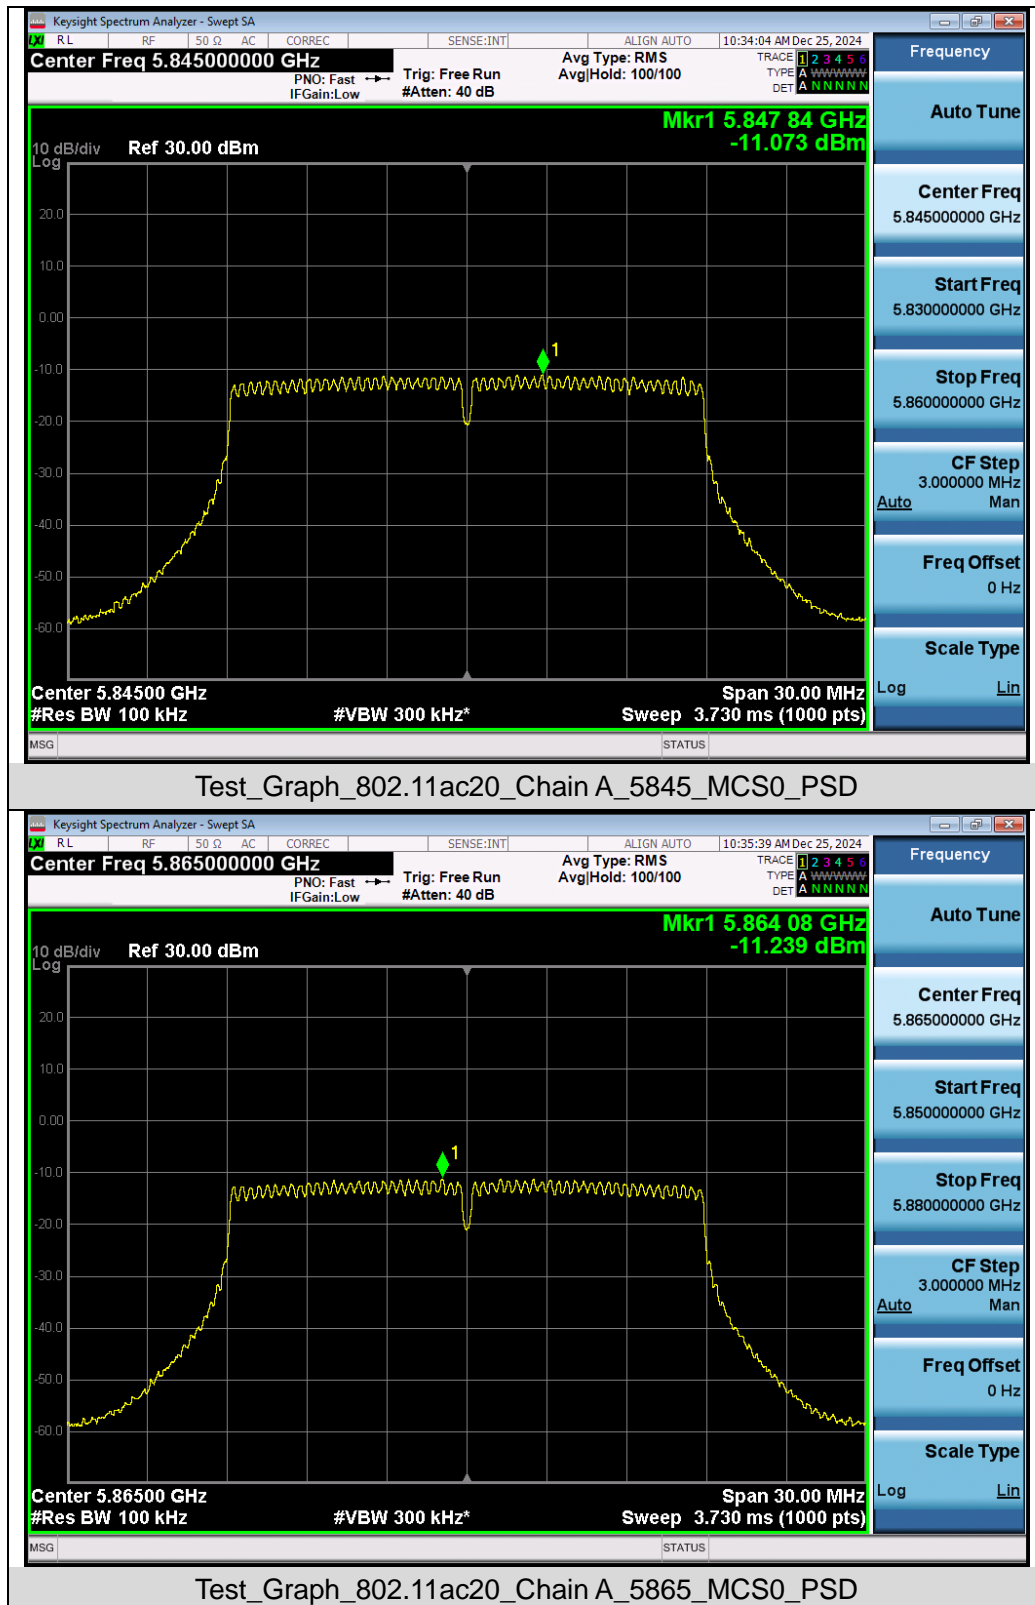 Keysight Spectrum Analyzer - Swept SA
LXI RL RF 50 Ω AC CORREC SENSE:INT ALIGN AUTO 10:34:04 AM Dec 25, 2024
Center Freq 5.845000000 GHz Avg Type: RMS TRACE 1 2 3 4 5 6
PNO: Fast Trig: Free Run Avg|Hold: 100/100 TYPE A WWWWW
IFGain:Low #Atten: 40 dB DET A N N N N N
Mkr1 5.847 84 GHz
-11.073 dBm
10 dB/div Ref 30.00 dBm
Log
20.0
10.0
0.00
1
-10.0
-20.0
-30.0
-40.0
-50.0
-60.0
Center 5.84500 GHz Span 30.00 MHz
#Res BW 100 kHz #VBW 300 kHz* Sweep 3.730 ms (1000 pts)
MSG STATUS
Frequency
Auto Tune
Center Freq
5.845000000 GHz
Start Freq
5.830000000 GHz
Stop Freq
5.860000000 GHz
CF Step
3.000000 MHz
Auto Man
Freq Offset
0 Hz
Scale Type
Log Lin
Test_Graph_802.11ac20_Chain A_5845_MCS0_PSD
Keysight Spectrum Analyzer - Swept SA
LXI RL RF 50 Ω AC CORREC SENSE:INT ALIGN AUTO 10:35:39 AM Dec 25, 2024
Center Freq 5.865000000 GHz Avg Type: RMS TRACE 1 2 3 4 5 6
PNO: Fast Trig: Free Run Avg|Hold: 100/100 TYPE A WWWWW
IFGain:Low #Atten: 40 dB DET A N N N N N
Mkr1 5.864 08 GHz
-11.239 dBm
10 dB/div Ref 30.00 dBm
Log
20.0
10.0
0.00
1
-10.0
-20.0
-30.0
-40.0
-50.0
-60.0
Center 5.86500 GHz Span 30.00 MHz
#Res BW 100 kHz #VBW 300 kHz* Sweep 3.730 ms (1000 pts)
MSG STATUS
Frequency
Auto Tune
Center Freq
5.865000000 GHz
Start Freq
5.850000000 GHz
Stop Freq
5.880000000 GHz
CF Step
3.000000 MHz
Auto Man
Freq Offset
0 Hz
Scale Type
Log Lin
Test_Graph_802.11ac20_Chain A_5865_MCS0_PSD